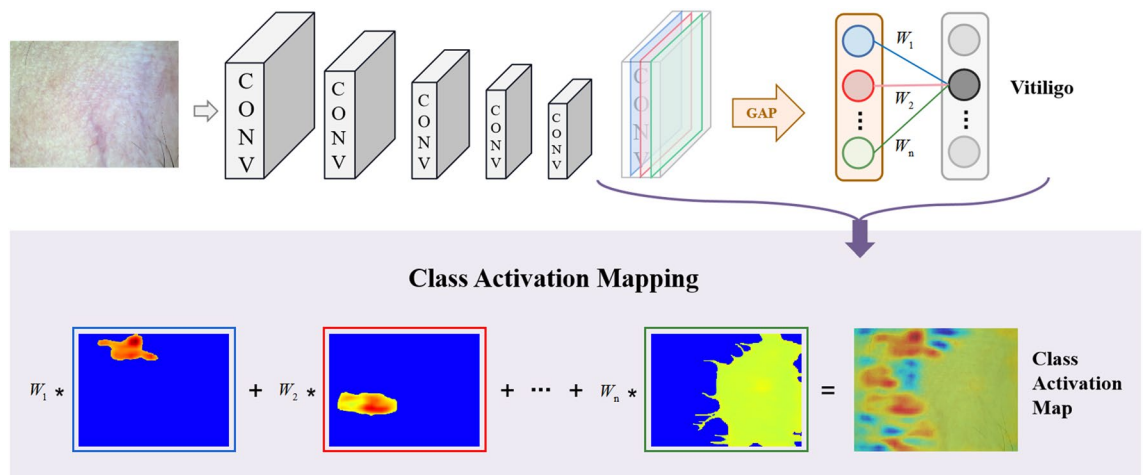 CONV
CONV
CONV
CONV
CONV
CONV
GAP
W1
W2
Wn
...
...
Vitiligo
Class Activation Mapping
W1 * + W2 * + ... + Wn * =
Class
Activation
Map